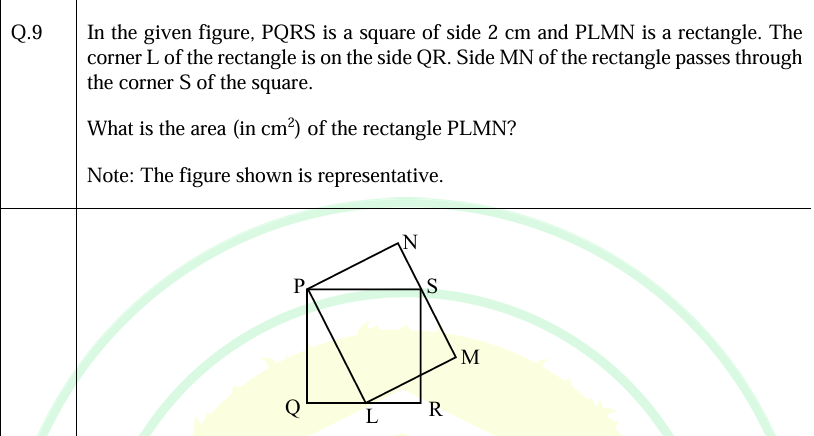 Q.9
In the given figure, PQRS is a square of side 2 cm and PLMN is a rectangle. The
corner L of the rectangle is on the side QR. Side MN of the rectangle passes through
the corner S of the square.
What is the area (in cm²) of the rectangle PLMN?
Note: The figure shown is representative.
N
P S
M
Q L R